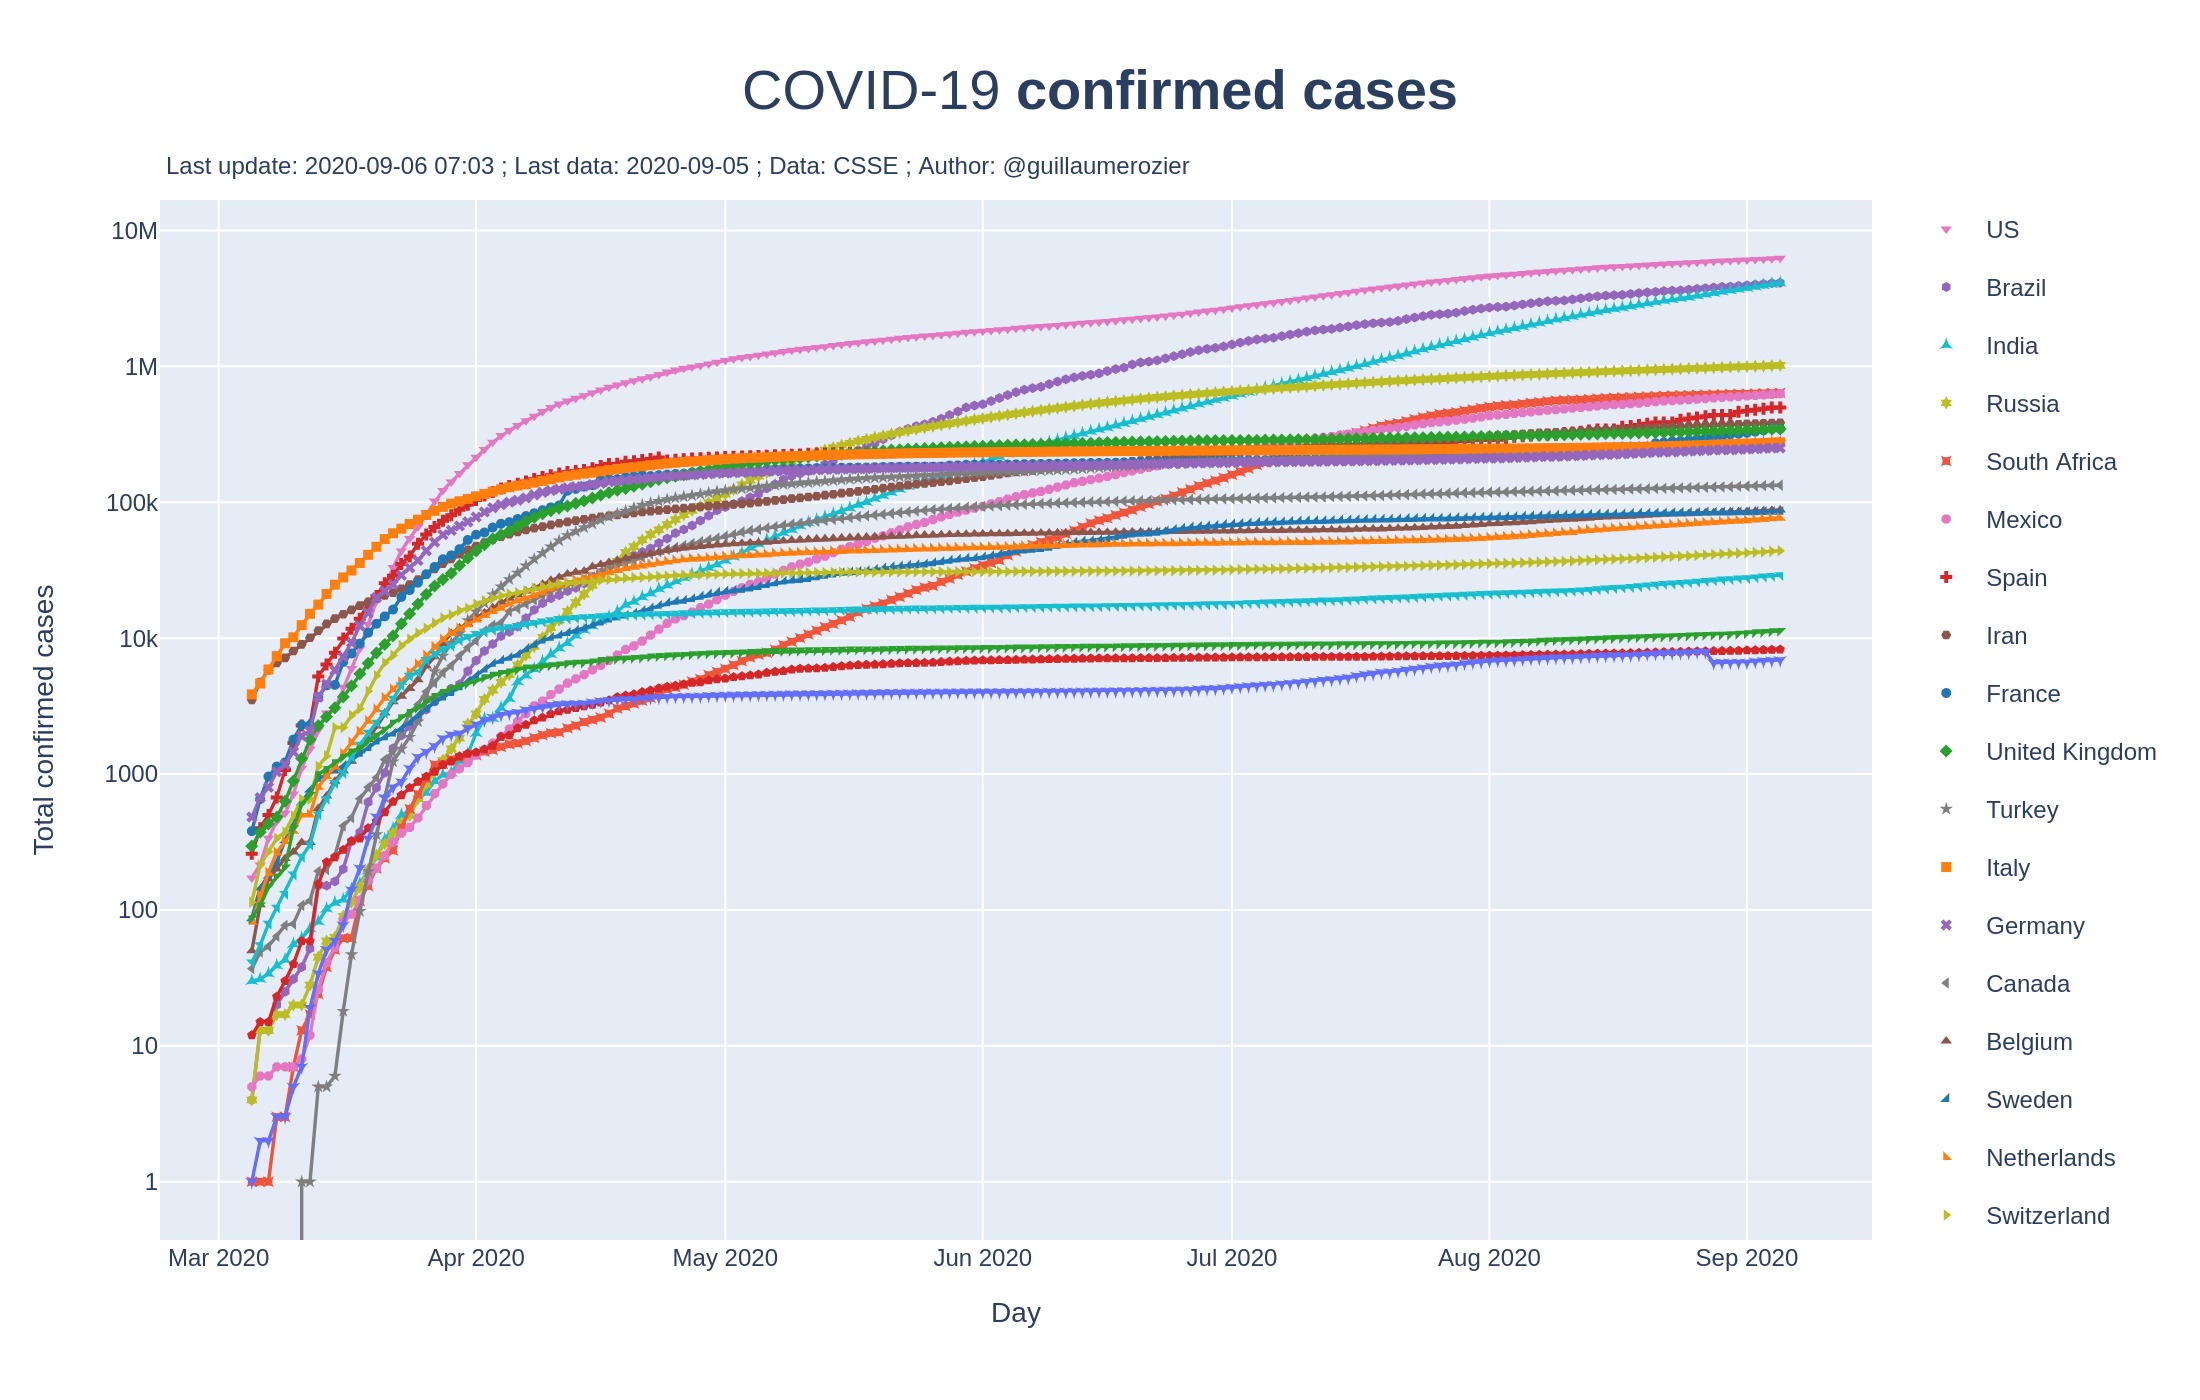 COVID-19 confirmed cases
Last update: 2020-09-06 07:03 ; Last data: 2020-09-05 ; Data: CSSE ; Author: @guillaumerozier
10M
1M
100k
10k
1000
100
10
1
Total confirmed cases
Mar 2020
Apr 2020
May 2020
Jun 2020
Jul 2020
Aug 2020
Sep 2020
Day
US
Brazil
India
Russia
South Africa
Mexico
Spain
Iran
France
United Kingdom
Turkey
Italy
Germany
Canada
Belgium
Sweden
Netherlands
Switzerland